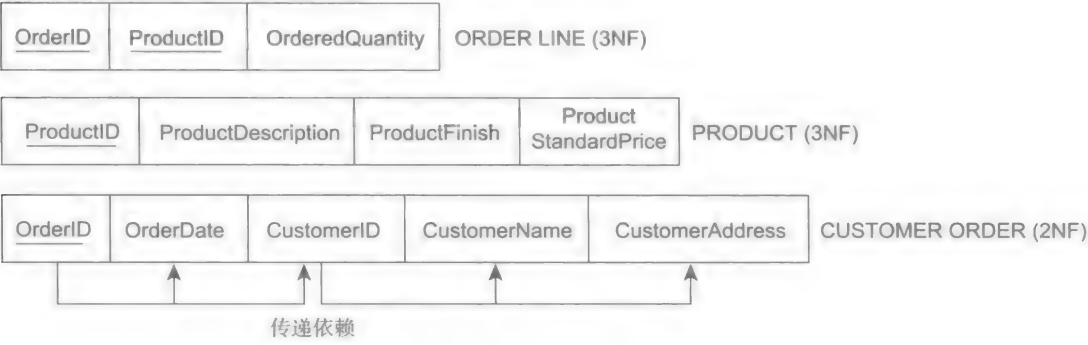 OrderID ProductID OrderedQuantity ORDER LINE (3NF)
ProductID ProductDescription ProductFinish Product StandardPrice PRODUCT (3NF)
OrderID OrderDate CustomerID CustomerName CustomerAddress CUSTOMER ORDER (2NF)
传递依赖